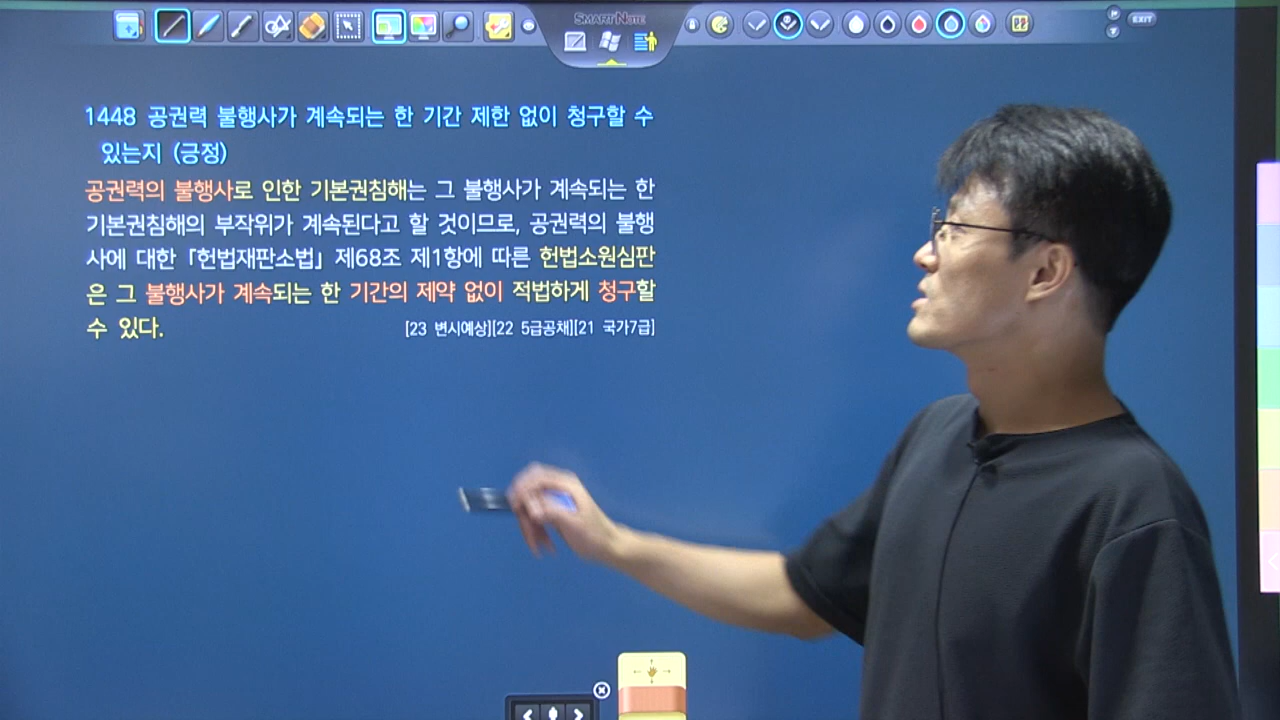 SMART NOTE
EXIT
1448 공권력 불행사가 계속되는 한 기간 제한 없이 청구할 수
있는지 (긍정)
공권력의 불행사로 인한 기본권침해는 그 불행사가 계속되는 한
기본권침해의 부작위가 계속된다고 할 것이므로, 공권력의 불행
사에 대한 「헌법재판소법」 제68조 제1항에 따른 헌법소원심판
은 그 불행사가 계속되는 한 기간의 제약 없이 적법하게 청구할
수 있다. [23 변시예상][22 5급공채][21 국가7급]